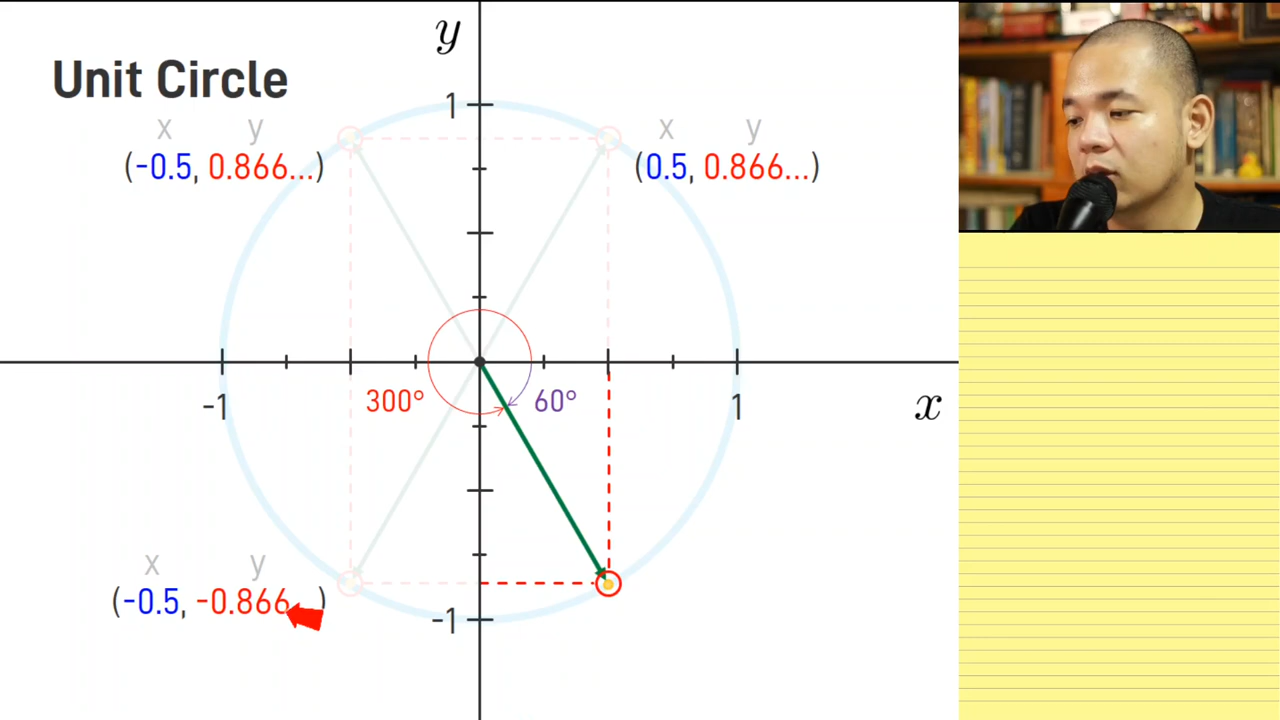 y
Unit Circle
1
x y
(-0.5, 0.866...)
x y
(0.5, 0.866...)
300° 60°
-1
1
x
x y
(-0.5, -0.866 )
-1